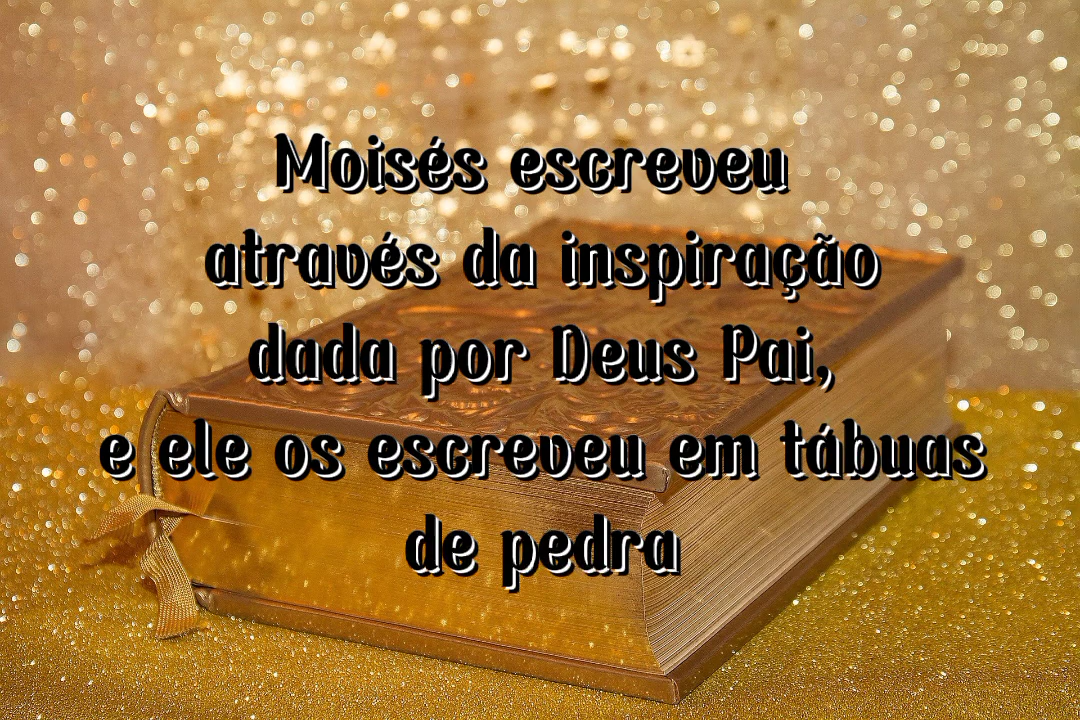 Moisés escreveu
através da inspiração
dada por Deus Pai,
e ele os escreveu em tábuas
de pedra